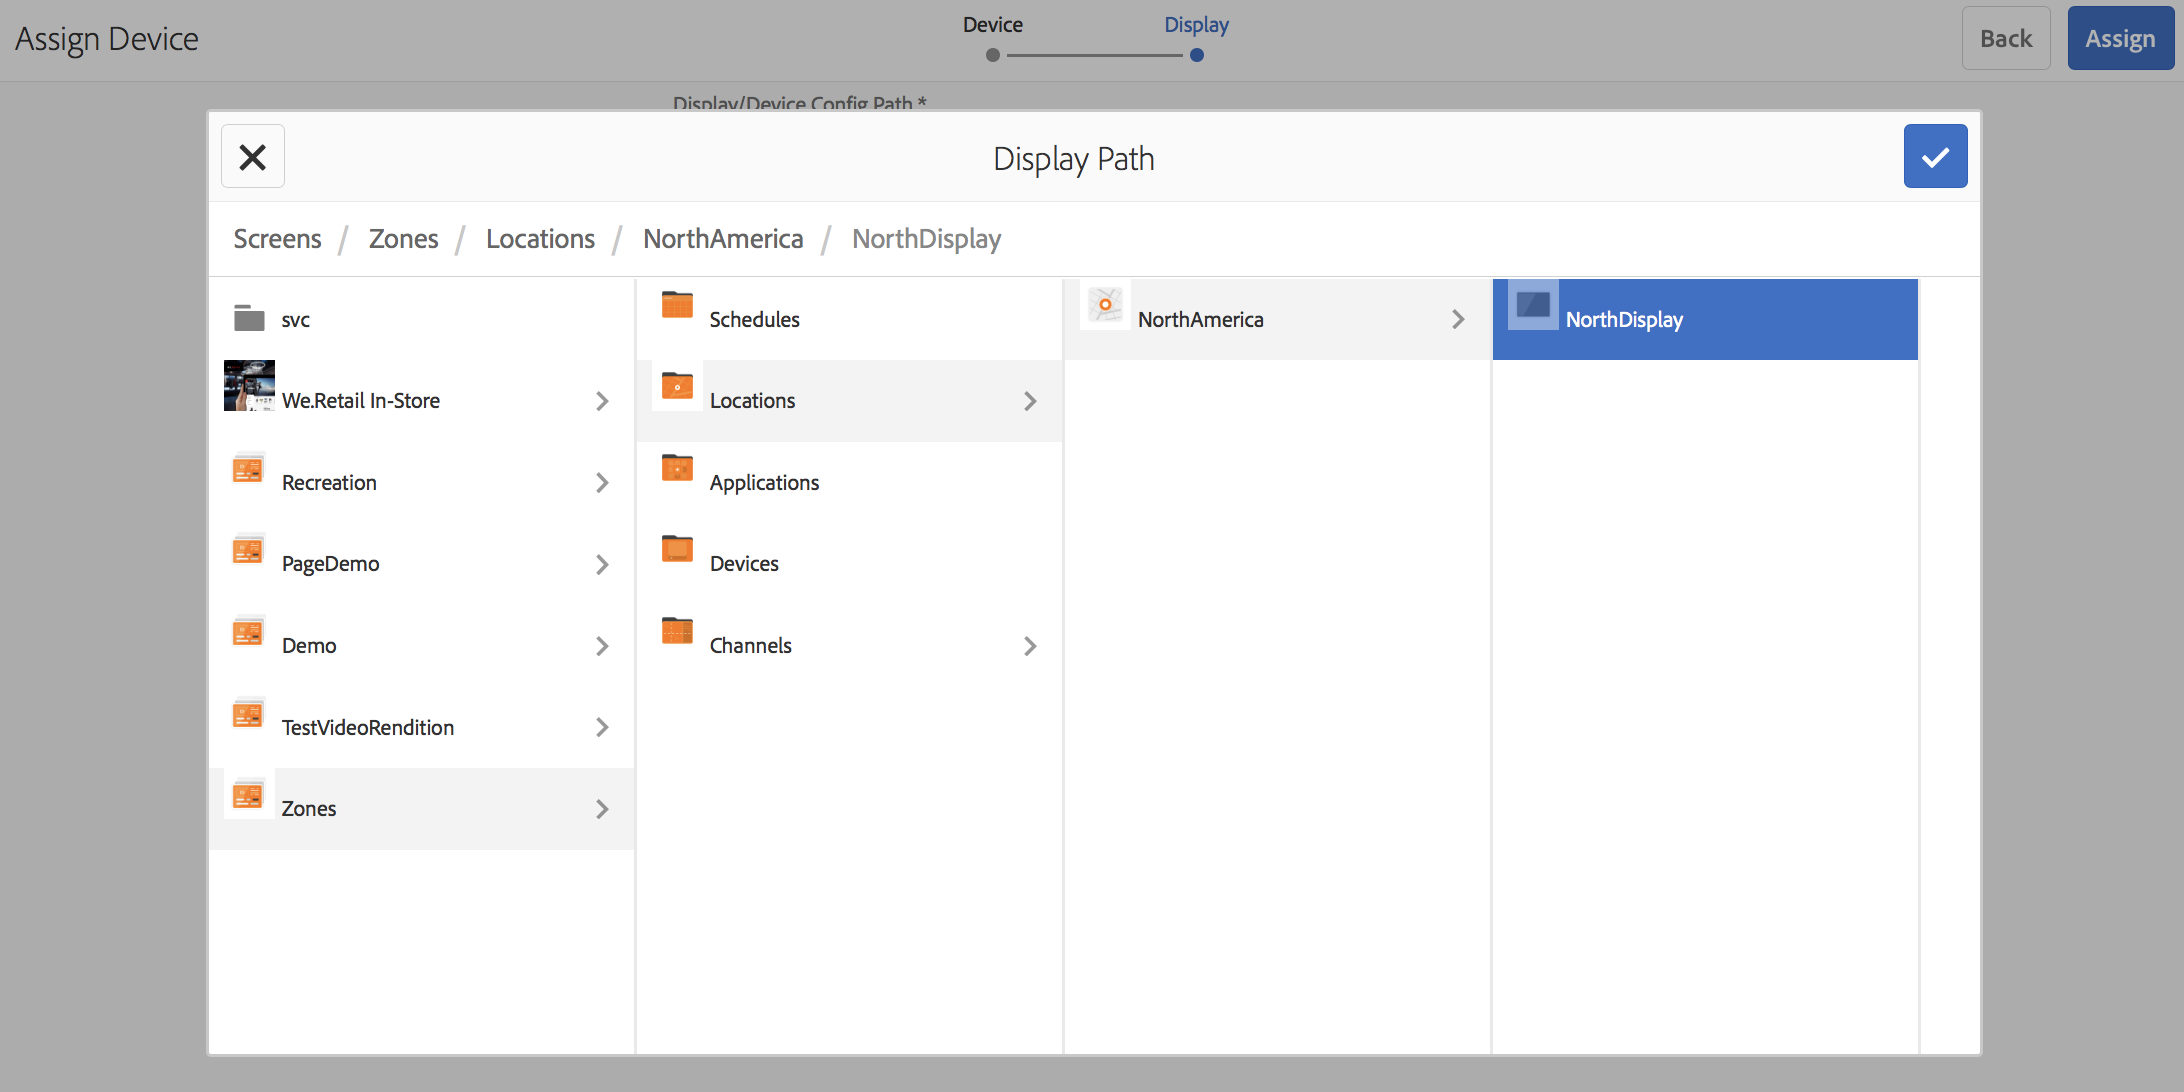 Assign Device
Device
Display
Back
Assign
Display/Device Config Path *
Display Path
Screens / Zones / Locations / NorthAmerica / NorthDisplay
svc
We.Retail In-Store
Recreation
PageDemo
Demo
TestVideoRendition
Zones
Schedules
Locations
Applications
Devices
Channels
NorthAmerica
NorthDisplay